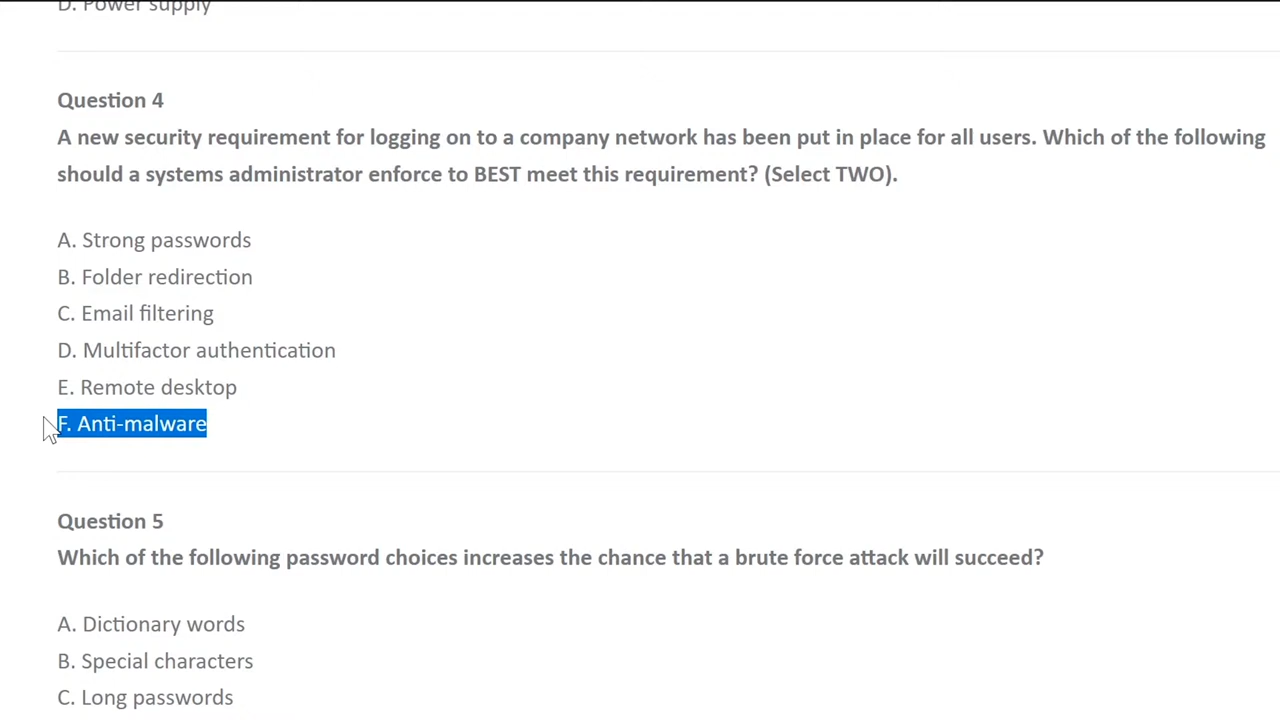 D. Power supply
Question 4
A new security requirement for logging on to a company network has been put in place for all users. Which of the following
should a systems administrator enforce to BEST meet this requirement? (Select TWO).
A. Strong passwords
B. Folder redirection
C. Email filtering
D. Multifactor authentication
E. Remote desktop
F. Anti-malware
Question 5
Which of the following password choices increases the chance that a brute force attack will succeed?
A. Dictionary words
B. Special characters
C. Long passwords